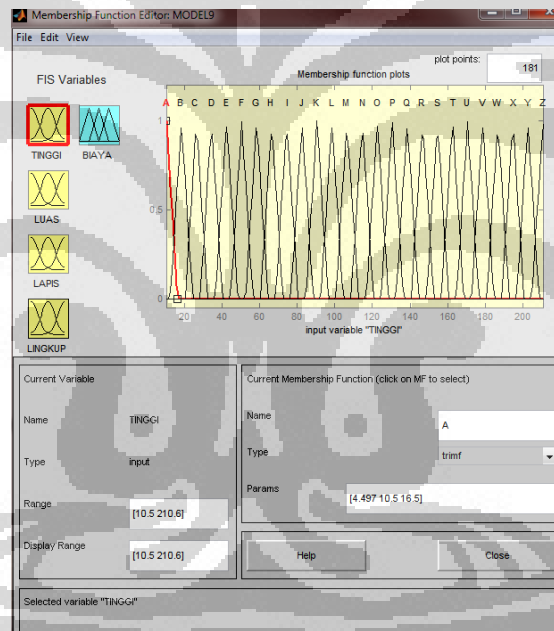 Membership Function Editor: MODEL9
File Edit View
FIS Variables
plot points: 181
Membership function plots
TINGGI BIAYA
LUAS
LAPIS
LINGKUP
A B C D E F G H I J K L M N O P Q R S T U V W X Y Z
1
0.5
0
20 40 60 80 100 120 140 160 180 200
input variable "TINGGI"
Current Variable
Name TINGGI
Type input
Range [10.5 210.6]
Display Range [10.5 210.6]
Current Membership Function (click on MF to select)
Name A
Type trimf
Params [4.497 10.5 16.5]
Help Close
Selected variable "TINGGI"